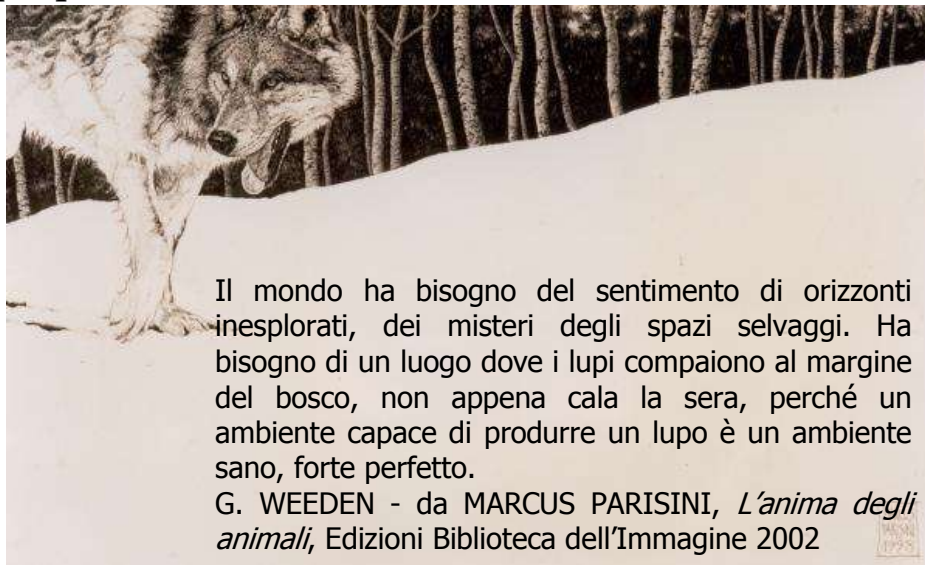 Il mondo ha bisogno del sentimento di orizzonti
inesplorati, dei misteri degli spazi selvaggi. Ha
bisogno di un luogo dove i lupi compaiono al margine
del bosco, non appena cala la sera, perché un
ambiente capace di produrre un lupo è un ambiente
sano, forte perfetto.
G. WEEDEN - da MARCUS PARISINI, L'anima degli
animali, Edizioni Biblioteca dell'Immagine 2002